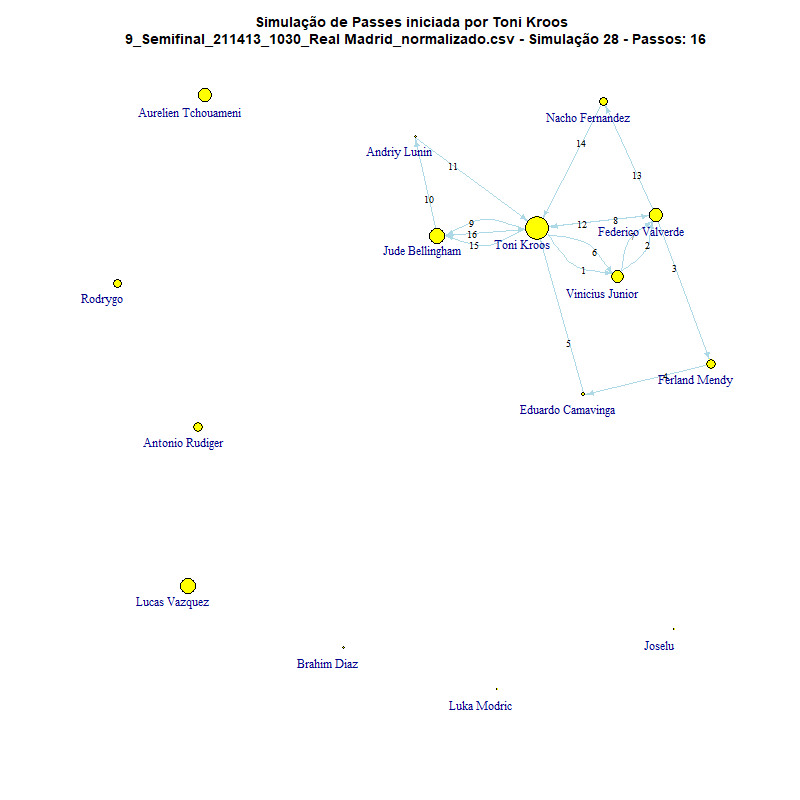 Simulação de Passes iniciada por Toni Kroos
9_Semifinal_211413_1030_Real Madrid_normalizado.csv - Simulação 28 - Passos: 16
Aurelien Tchouameni
Nacho Fernandez
Andriy Lunin
11
14
13
10
9
16
15
12
8
Federico Valverde
Jude Bellingham
Toni Kroos
6
2
1
3
Vinicius Junior
Rodrygo
5
4
Ferland Mendy
Eduardo Camavinga
Antonio Rudiger
Lucas Vazquez
Joselu
Brahim Diaz
Luka Modric